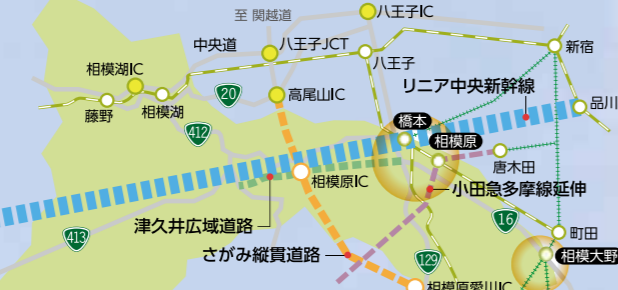 至 関越道
八王子IC
中央道
八王子JCT
八王子
新宿
相模湖IC
20
高尾山IC
リニア中央新幹線
藤野
相模湖
品川
412
橋本
相模原
唐木田
相模原IC
小田急多摩線延伸
津久井広域道路
16
413
町田
さがみ縦貫道路
129
相模大野
相模原愛川IC